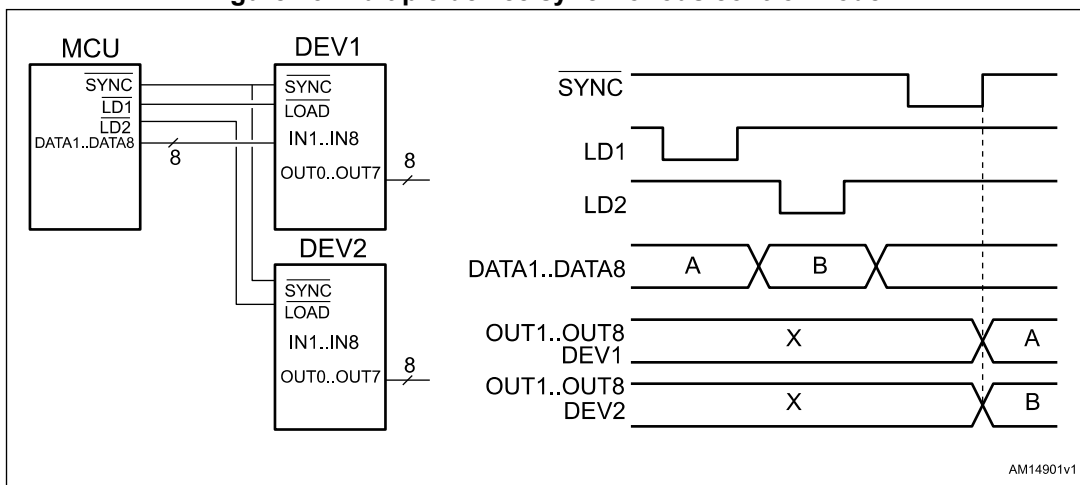 MCU
SYNC
LD1
LD2
DATA1..DATA8
8
DEV1
SYNC
LOAD
IN1..IN8
OUT0..OUT7
8
DEV2
SYNC
LOAD
IN1..IN8
OUT0..OUT7
8
SYNC
LD1
LD2
DATA1..DATA8
A
B
OUT1..OUT8
DEV1
X
A
OUT1..OUT8
DEV2
X
B
AM14901v1